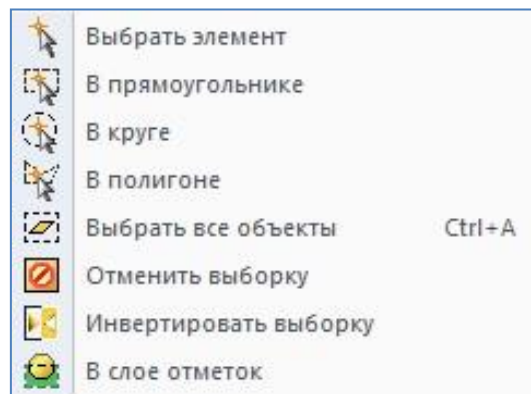 Выбрать элемент
В прямоугольнике
В круге
В полигоне
Выбрать все объекты Ctrl+A
Отменить выборку
Инвертировать выборку
В слое отметок